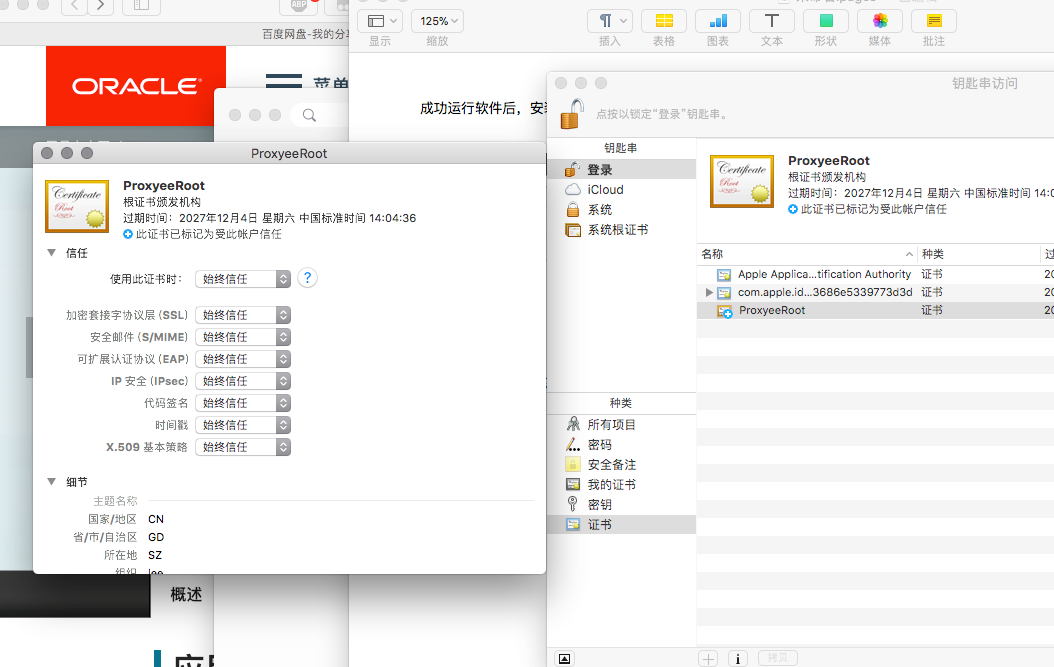 125%
显示
缩放
插入
表格
图表
文本
形状
媒体
批注
ABP
百度网盘-我的分享
ORACLE
菜单
成功运行软件后，安装
概述
ProxyeeRoot
Certificate
Root
ProxyeeRoot
根证书颁发机构
过期时间：2027年12月4日 星期六 中国标准时间 14:04:36
此证书已标记为受此帐户信任
信任
使用此证书时： 始终信任 ?
加密套接字协议层 (SSL) 始终信任
安全邮件 (S/MIME) 始终信任
可扩展认证协议 (EAP) 始终信任
IP 安全 (IPsec) 始终信任
代码签名 始终信任
时间戳 始终信任
X.509 基本策略 始终信任
细节
主题名称
国家/地区 CN
省/市/自治区 GD
所在地 SZ
组织 lee
钥匙串访问
点按以锁定“登录”钥匙串。
钥匙串
登录
iCloud
系统
系统根证书
种类
所有项目
密码
安全备注
我的证书
密钥
证书
Certificate
Root
ProxyeeRoot
根证书颁发机构
过期时间：2027年12月4日 星期六 中国标准时间 14:0
此证书已标记为受此帐户信任
名称 种类 过
Apple Applica...tification Authority 证书 20
com.apple.id...3686e5339773d3d 证书 20
ProxyeeRoot 证书 20
拷贝